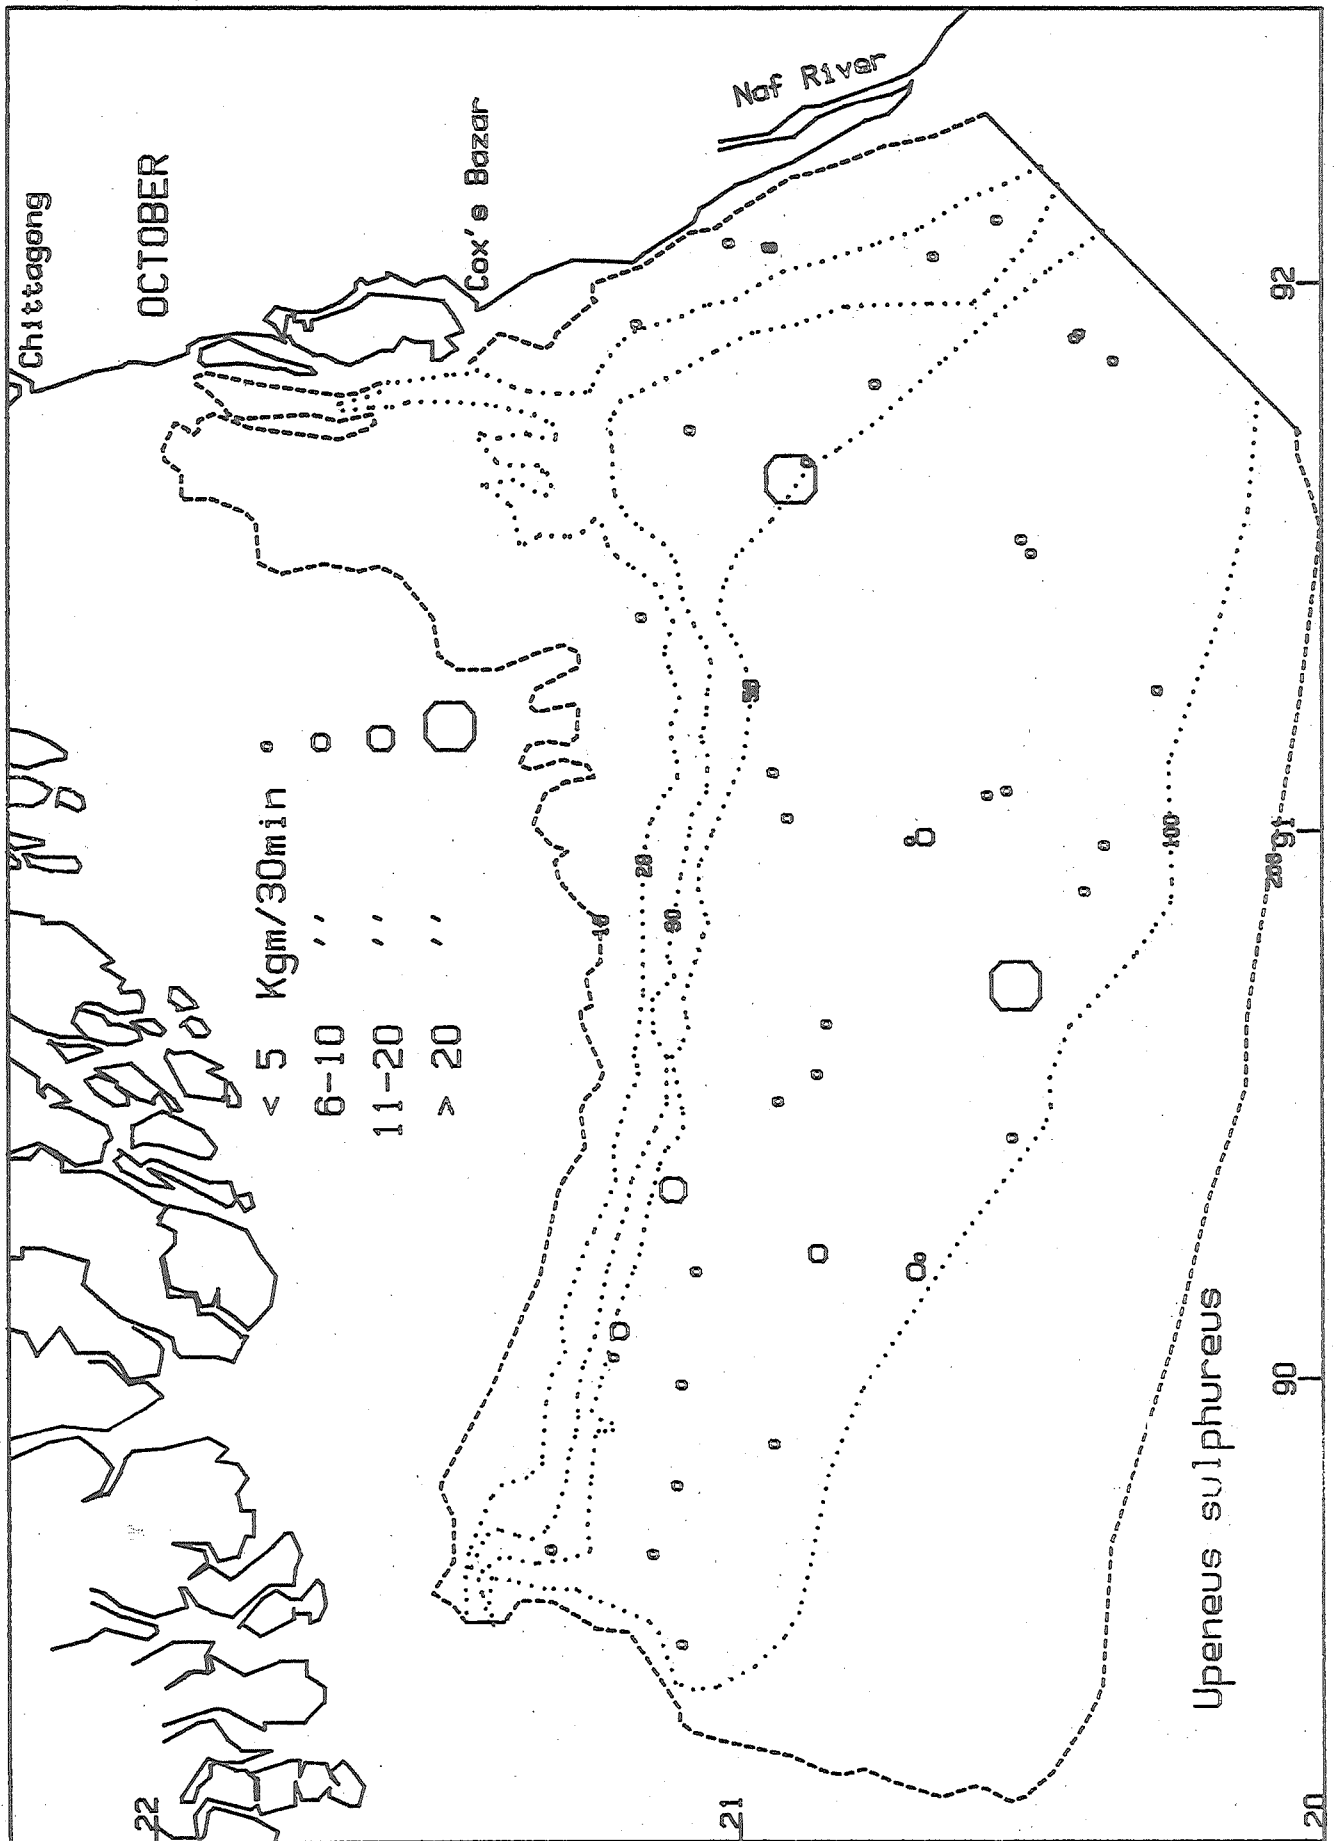 Chittagong
OCTOBER
Cox's Bazar
Naf River
< 5 Kgm/30min
6-10 ,,
11-20 ,,
> 20 ,,
10
20
30
50
100
200
22
21
20
90
91
92
Upeneus sulphureus